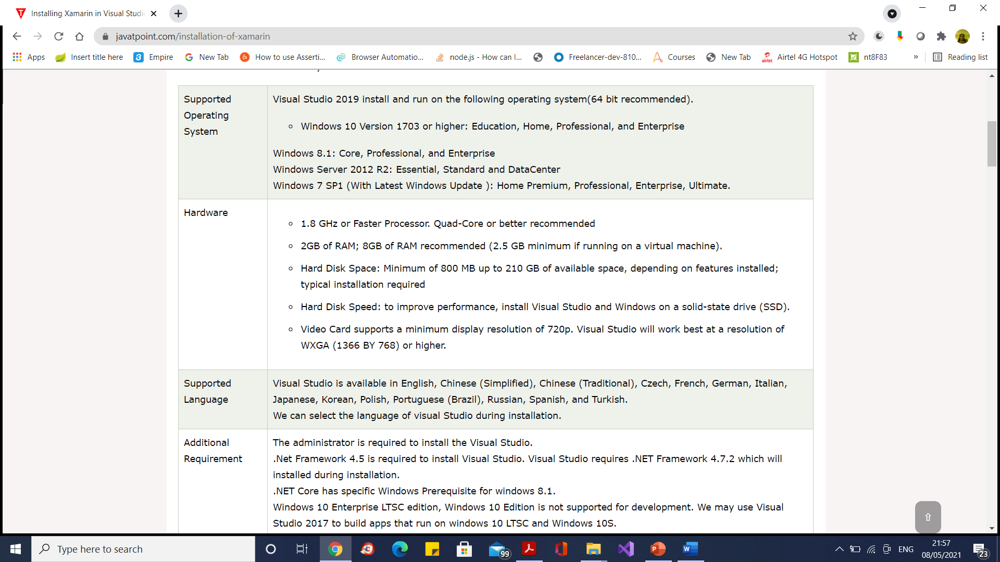 Installing Xamarin in Visual Studi
javatpoint.com/installation-of-xamarin
Apps
Insert title here
Empire
New Tab
How to use Asserti...
Browser Automatio...
node.js - How can I...
Freelancer-dev-810...
Courses
New Tab
airtel
Airtel 4G Hotspot
nt8F83
»
Reading list
Supported
Operating
System
Visual Studio 2019 install and run on the following operating system(64 bit recommended).
Windows 10 Version 1703 or higher: Education, Home, Professional, and Enterprise
Windows 8.1: Core, Professional, and Enterprise
Windows Server 2012 R2: Essential, Standard and DataCenter
Windows 7 SP1 (With Latest Windows Update ): Home Premium, Professional, Enterprise, Ultimate.
Hardware
1.8 GHz or Faster Processor. Quad-Core or better recommended
2GB of RAM; 8GB of RAM recommended (2.5 GB minimum if running on a virtual machine).
Hard Disk Space: Minimum of 800 MB up to 210 GB of available space, depending on features installed;
typical installation required
Hard Disk Speed: to improve performance, install Visual Studio and Windows on a solid-state drive (SSD).
Video Card supports a minimum display resolution of 720p. Visual Studio will work best at a resolution of
WXGA (1366 BY 768) or higher.
Supported
Language
Visual Studio is available in English, Chinese (Simplified), Chinese (Traditional), Czech, French, German, Italian,
Japanese, Korean, Polish, Portuguese (Brazil), Russian, Spanish, and Turkish.
We can select the language of visual Studio during installation.
Additional
Requirement
The administrator is required to install the Visual Studio.
.Net Framework 4.5 is required to install Visual Studio. Visual Studio requires .NET Framework 4.7.2 which will
installed during installation.
.NET Core has specific Windows Prerequisite for windows 8.1.
Windows 10 Enterprise LTSC edition, Windows 10 Edition is not supported for development. We may use Visual
Studio 2017 to build apps that run on windows 10 LTSC and Windows 10S.
Type here to search
99
ENG
21:57
08/05/2021
23